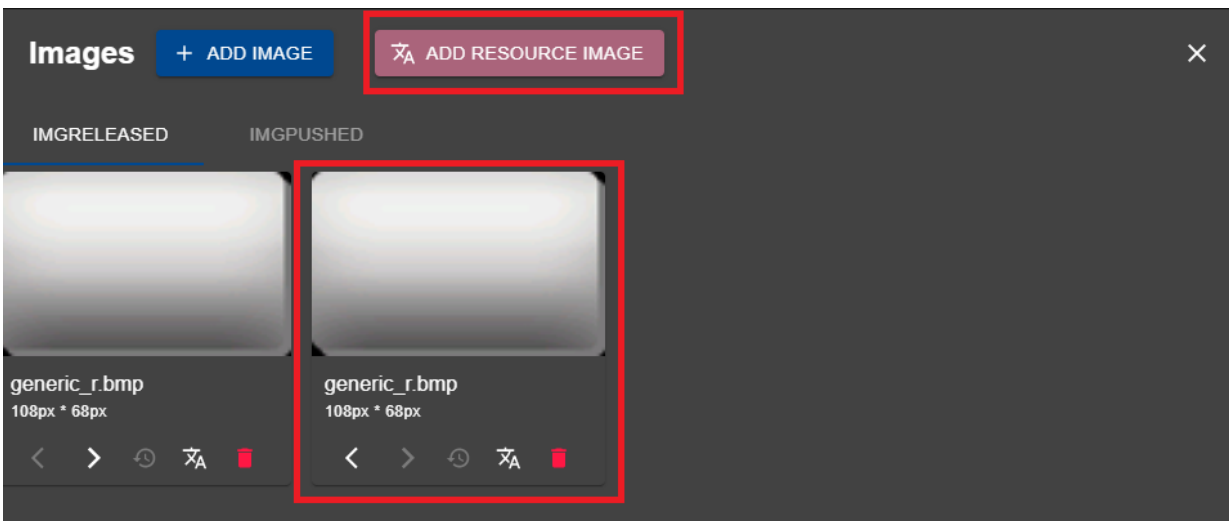 Images
+ ADD IMAGE
ADD RESOURCE IMAGE
IMGRELEASED
IMGPUSHED
generic_r.bmp
108px * 68px
generic_r.bmp
108px * 68px